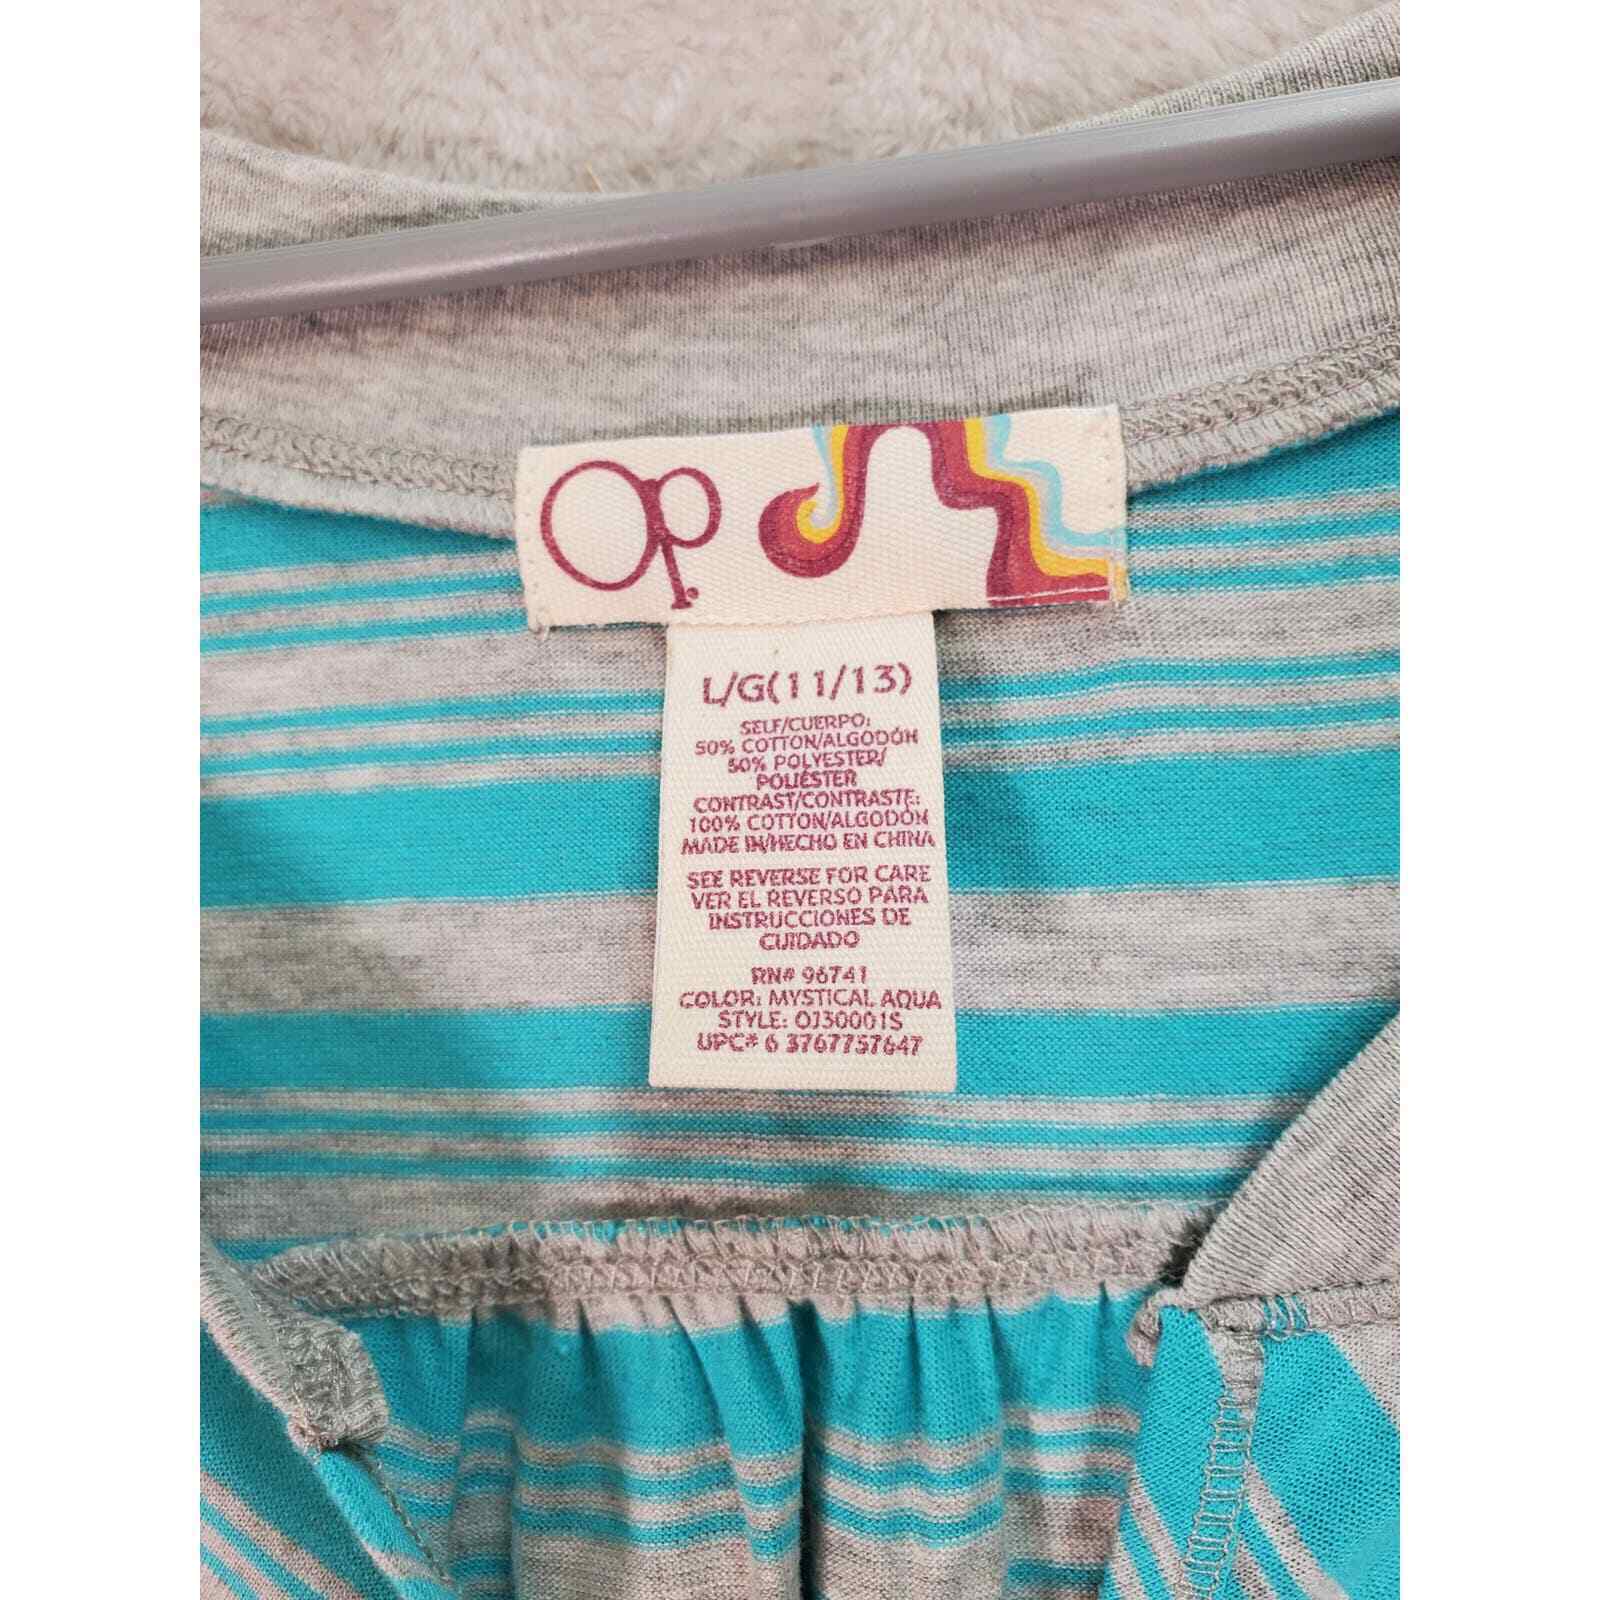 Op
L/G(11/13)
SELF/CUERPO:
50% COTTON/ALGODÓN
50% POLYESTER/
POLIÉSTER
CONTRAST/CONTRASTE:
100% COTTON/ALGODÓN
MADE IN/HECHO EN CHINA
SEE REVERSE FOR CARE
VER EL REVERSO PARA
INSTRUCCIONES DE
CUIDADO
RN# 96741
COLOR: MYSTICAL AQUA
STYLE: OJ30001S
UPC# 6 3767757647